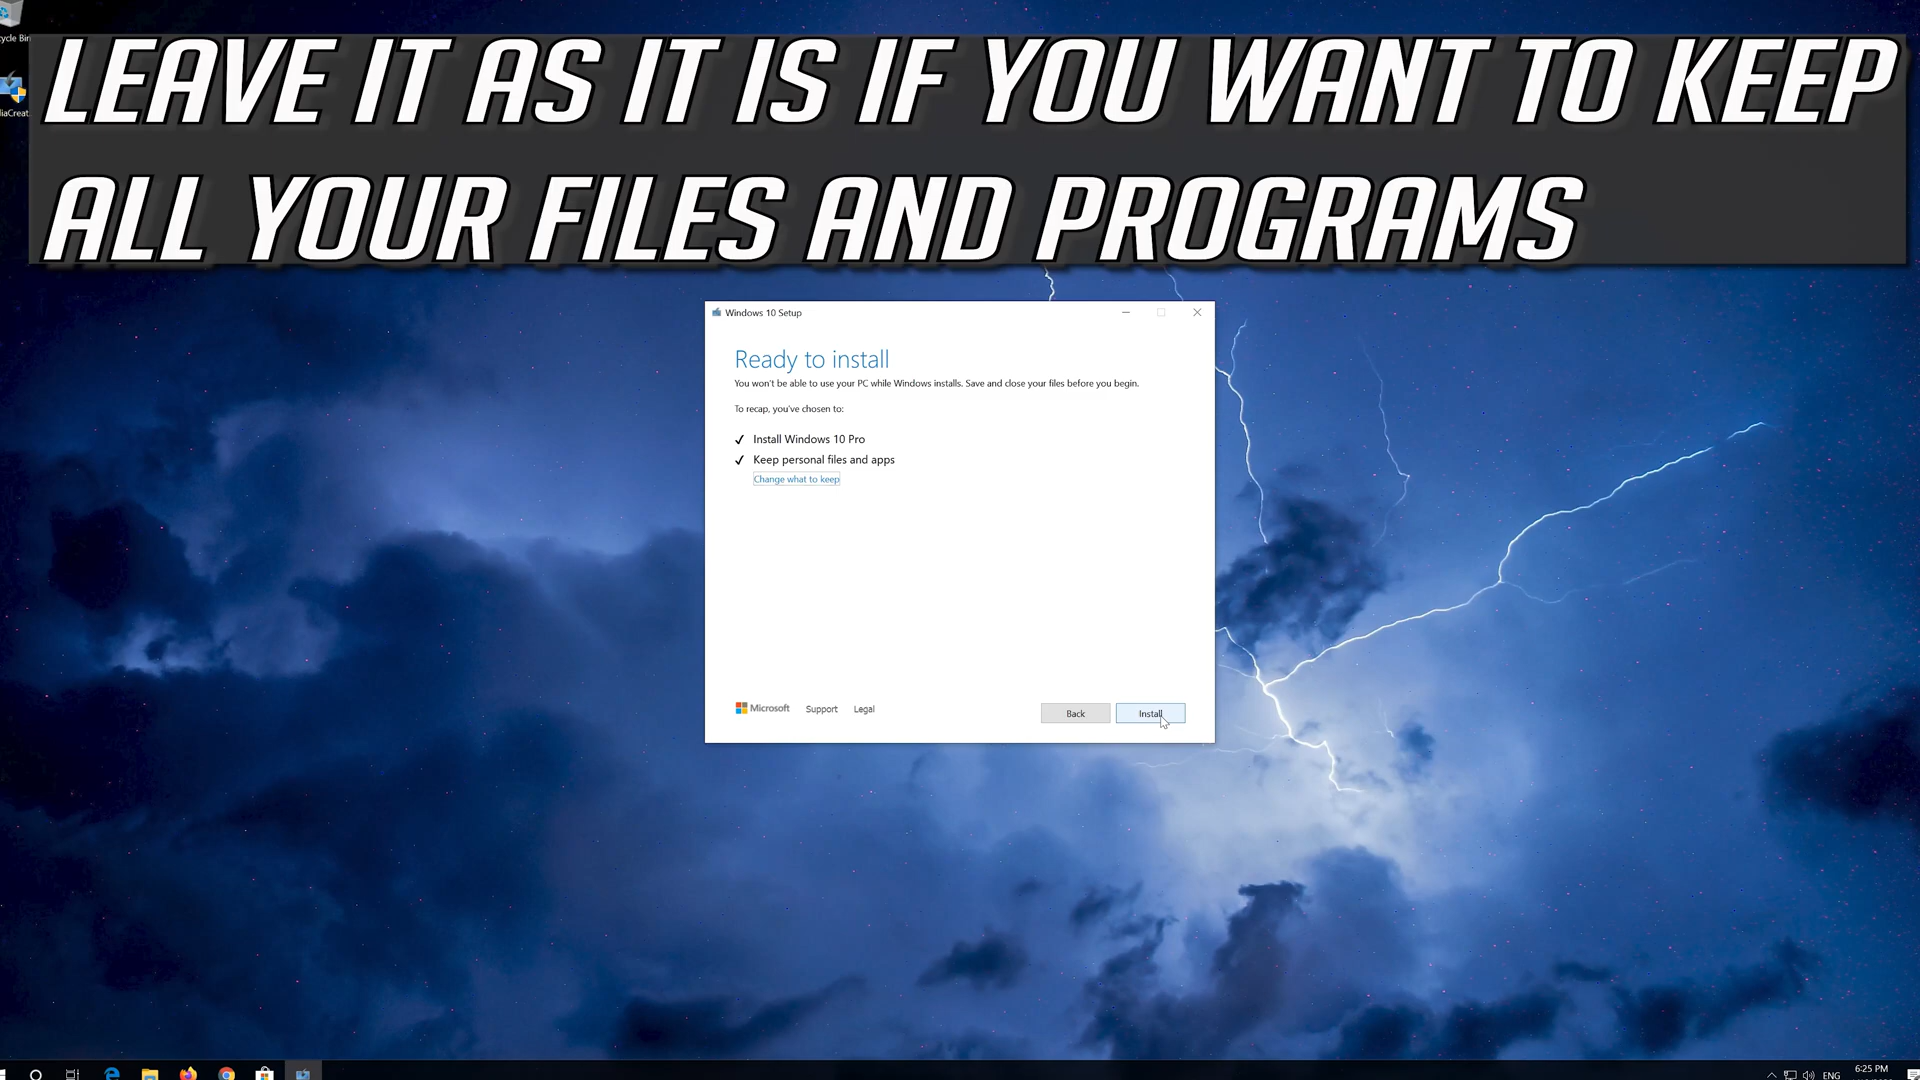 cycle Bin
LEAVE IT AS IT IS IF YOU WANT TO KEEP
ALL YOUR FILES AND PROGRAMS
diaCreat...
Windows 10 Setup
Ready to install
You won't be able to use your PC while Windows installs. Save and close your files before you begin.
To recap, you've chosen to:
Install Windows 10 Pro
Keep personal files and apps
Change what to keep
Microsoft Support Legal
Back Install
ENG
6:25 PM